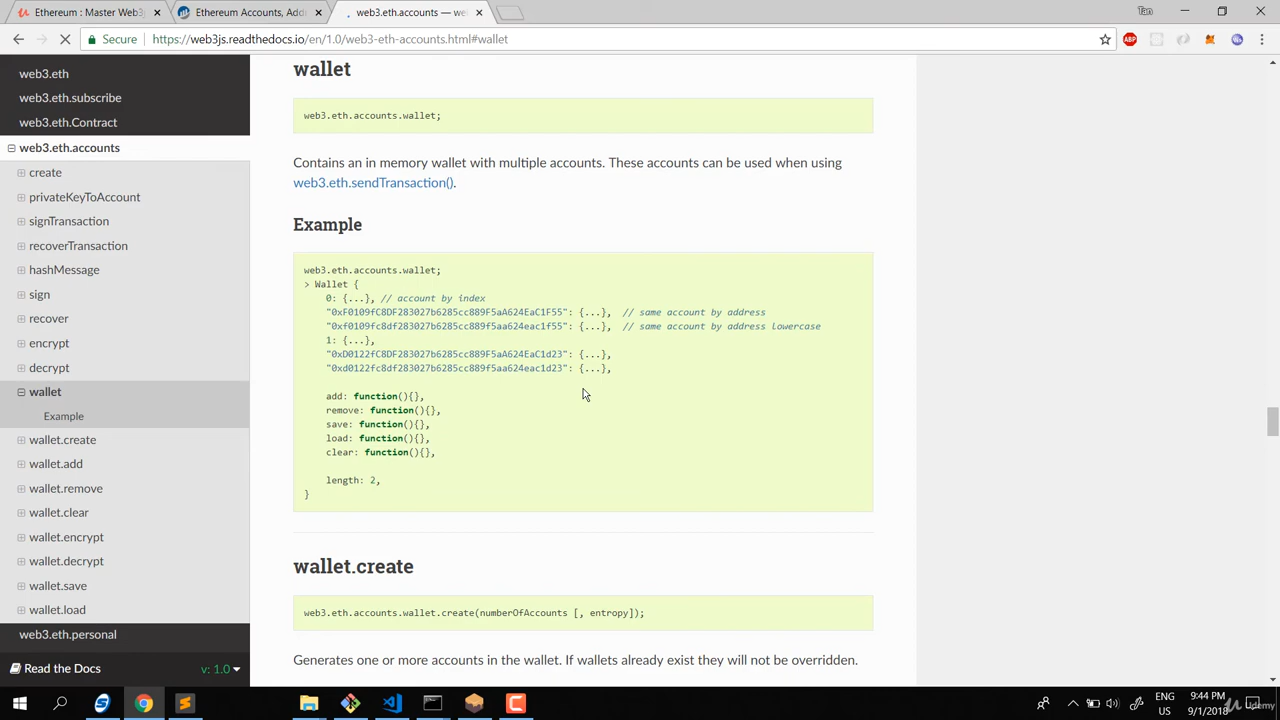 Ethereum : Master Web3j
Ethereum Accounts, Add
web3.eth.accounts — we
Tan
Secure
https://web3js.readthedocs.io/en/1.0/web3-eth-accounts.html#wallet
ABP
web3.eth
web3.eth.subscribe
web3.eth.Contract
web3.eth.accounts
create
privateKeyToAccount
signTransaction
recoverTransaction
hashMessage
sign
recover
encrypt
decrypt
wallet
Example
wallet.create
wallet.add
wallet.remove
wallet.clear
wallet.encrypt
wallet.decrypt
wallet.save
wallet.load
web3.eth.personal
Read the Docs
v: 1.0
wallet
web3.eth.accounts.wallet;
Contains an in memory wallet with multiple accounts. These accounts can be used when using
web3.eth.sendTransaction().
Example
web3.eth.accounts.wallet;
> Wallet {
0: {...}, // account by index
"0xF0109fC8DF283027b6285cc889F5aA624EaC1F55": {...}, // same account by address
"0xf0109fc8df283027b6285cc889f5aa624eac1f55": {...}, // same account by address lowercase
1: {...},
"0xD0122fC8DF283027b6285cc889F5aA624EaC1d23": {...},
"0xd0122fc8df283027b6285cc889f5aa624eac1d23": {...},
add: function(){},
remove: function(){},
save: function(){},
load: function(){},
clear: function(){},
length: 2,
}
wallet.create
web3.eth.accounts.wallet.create(numberOfAccounts [, entropy]);
Generates one or more accounts in the wallet. If wallets already exist they will not be overridden.
ENG
US
9:44 PM
9/1/2018
Udemy